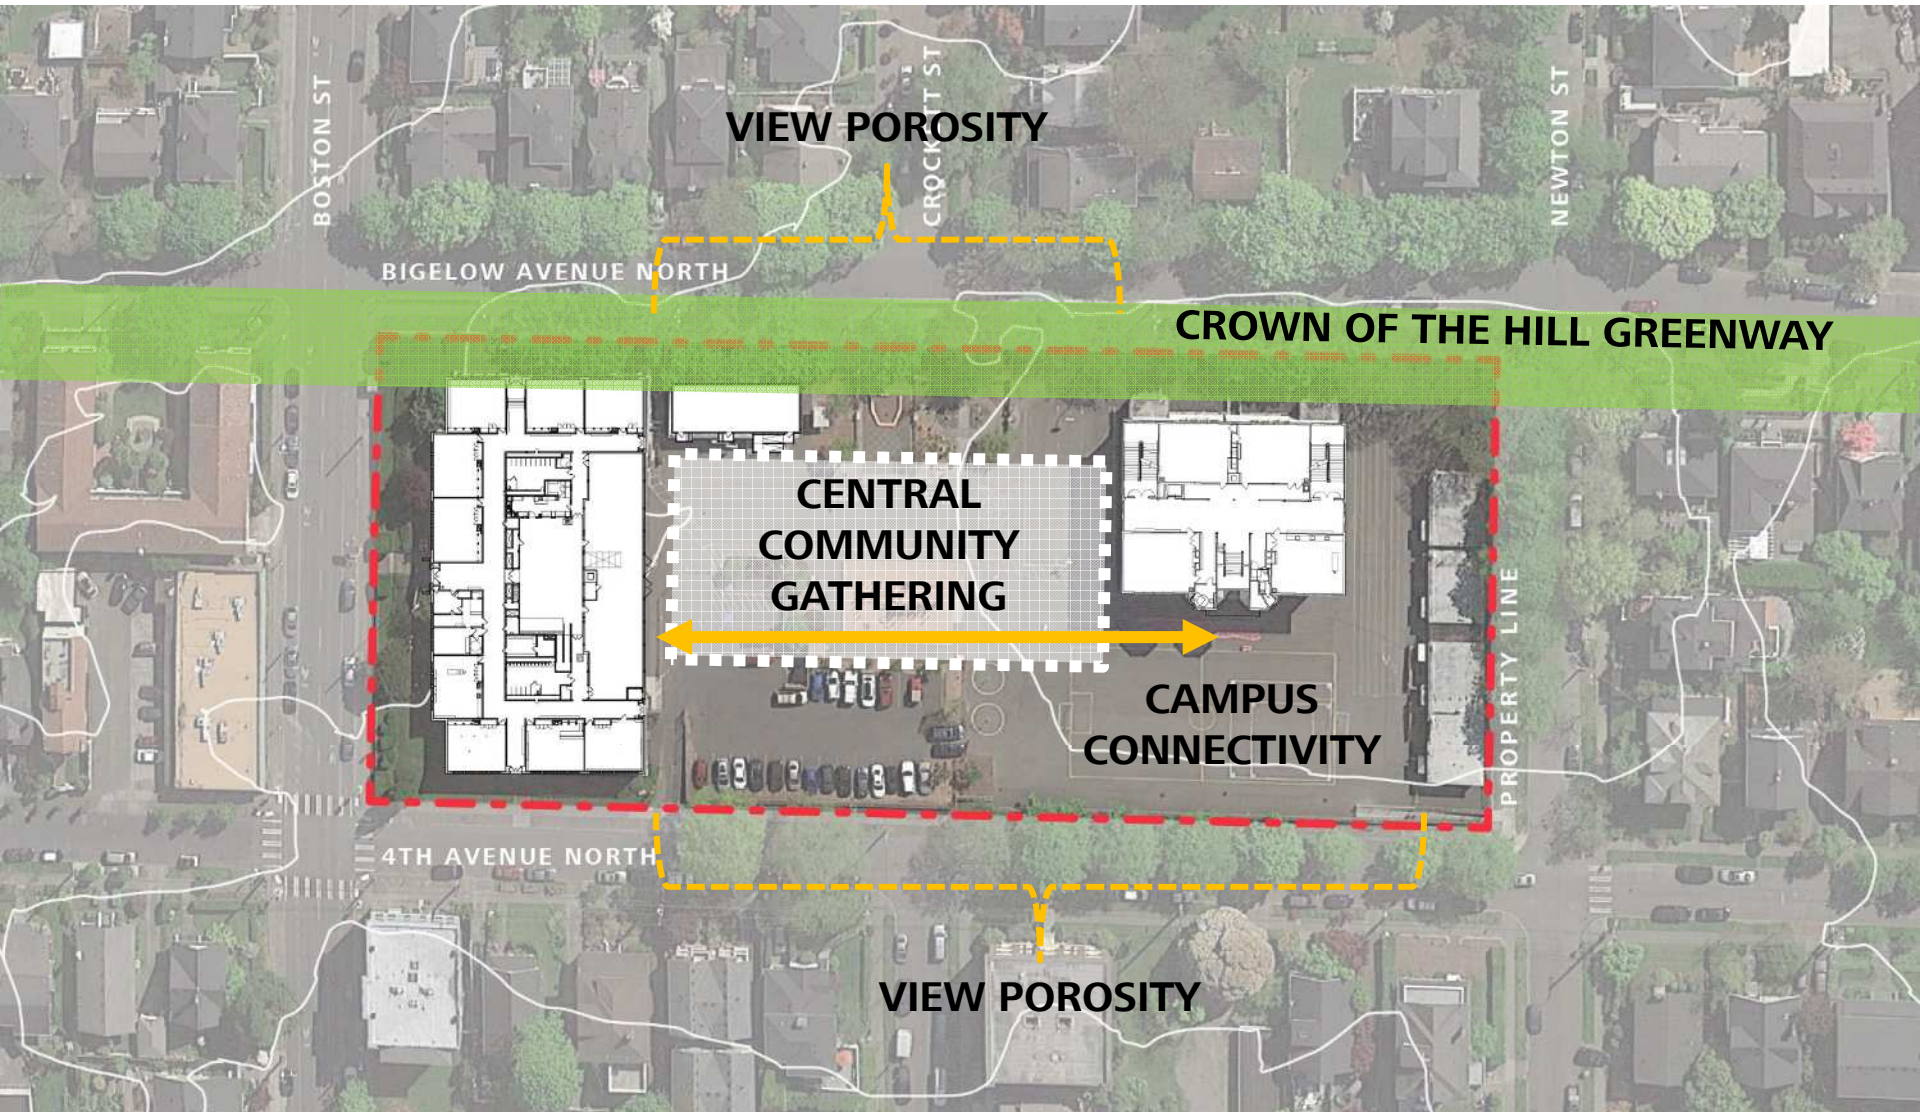 BOSTON ST
CROCKETT ST
NEWTON ST
VIEW POROSITY
BIGELOW AVENUE NORTH
CROWN OF THE HILL GREENWAY
CENTRAL
COMMUNITY
GATHERING
CAMPUS
CONNECTIVITY
PROPERTY LINE
4TH AVENUE NORTH
VIEW POROSITY